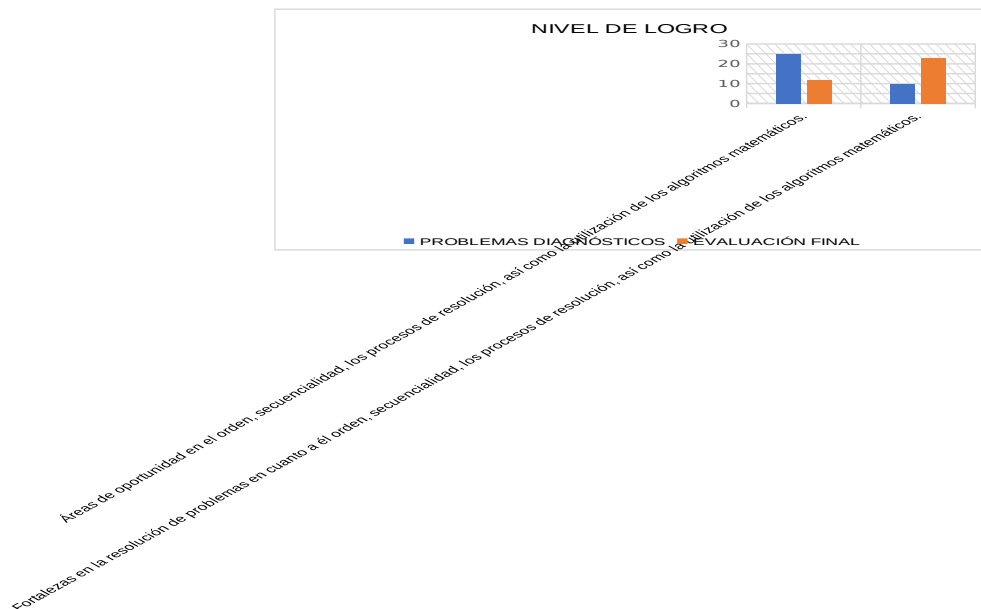 NIVEL DE LOGRO
30
20
10
0
Áreas de oportunidad en el orden, secuencialidad, los procesos de resolución, así como la utilización de los algoritmos matemáticos.
Fortalezas en la resolución de problemas en cuanto a él orden, secuencialidad, los procesos de resolución, así como la utilización de los algoritmos matemáticos.
PROBLEMAS DIAGNÓSTICOS
EVALUACIÓN FINAL